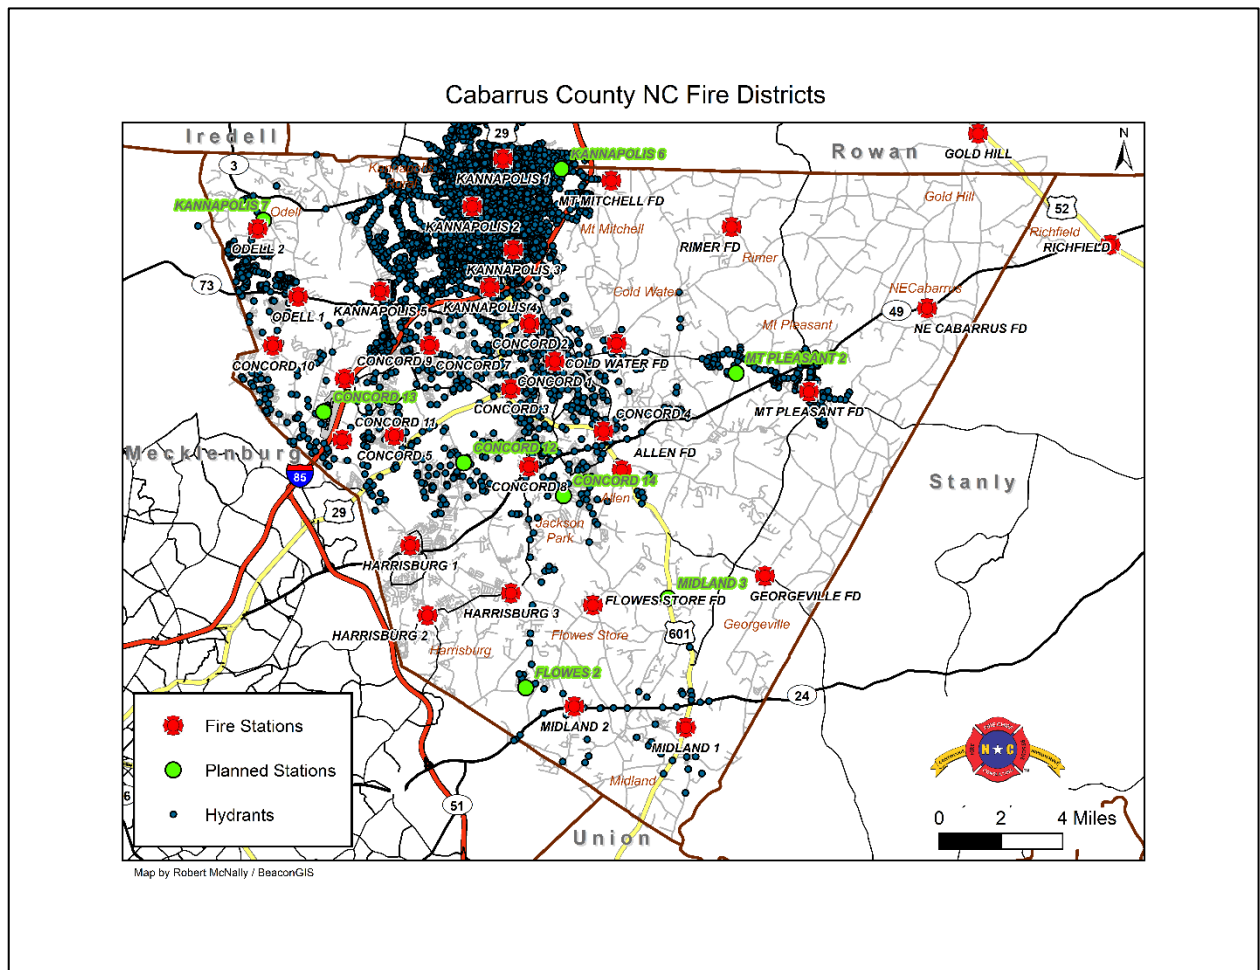 Cabarrus County NC Fire Districts
Iredell
29
N
3
Rowan
GOLD HILL
KANNAPOLIS 6
KANNAPOLIS 1
MT MITCHELL FD
Gold Hill
52
KANNAPOLIS 7
Odell
ODELL 2
KANNAPOLIS 2
Mt Mitchell
RIMER FD
Rimer
Richfield
RICHFIELD
KANNAPOLIS 3
73
ODELL 1
KANNAPOLIS 5
KANNAPOLIS 4
Cold Water
NECabarrus
49
NE CABARRUS FD
Mt Pleasant
CONCORD 2
CONCORD 10
CONCORD 9
CONCORD 7
COLD WATER FD
MT PLEASANT 2
CONCORD 1
CONCORD 13
CONCORD 3
CONCORD 4
MT PLEASANT FD
CONCORD 11
Mecklenburg
CONCORD 5
CONCORD 12
ALLEN FD
85
CONCORD 8
CONCORD 14
Allen
Stanly
29
Jackson
Park
HARRISBURG 1
MIDLAND 3
GEORGEVILLE FD
HARRISBURG 3
FLOWES STORE FD
HARRISBURG 2
Flowes Store
601
Georgeville
Harrisburg
FLOWES 2
24
MIDLAND 2
MIDLAND 1
Midland
Fire Stations
Planned Stations
Hydrants
6
51
Union
N C
0 2 4 Miles
Map by Robert McNally / BeaconGIS